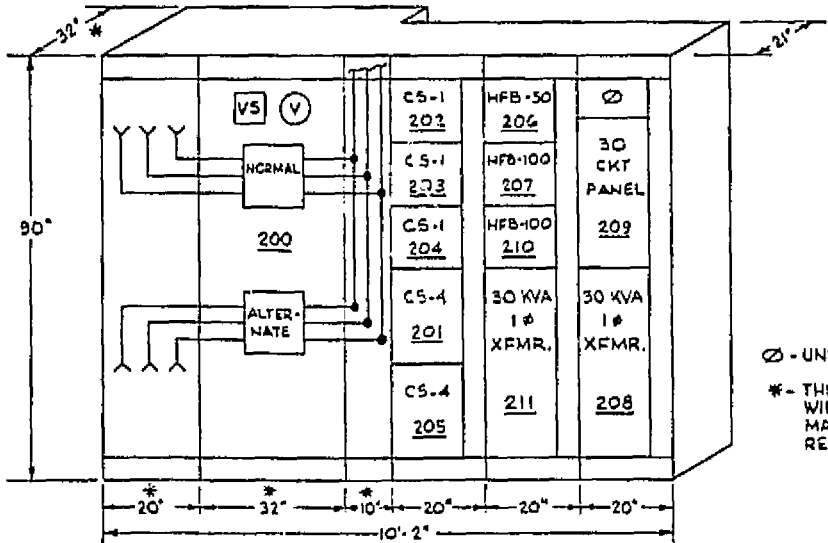 32"
*
21"
90"
VS
V
NORMAL
200
ALTER-
NATE
CS-1
202
CS-1
203
CS-1
204
CS-4
201
CS-4
205
HFB-50
206
HFB-100
207
HFB-100
210
30 KVA
1ø
XFMR.
211
Ø
30
CKT
PANEL
209
30 KVA
1ø
XFMR.
208
Ø - UN
* - TH
WI
MA
RE
*
*
*
20"
32"
10"
20"
20"
20"
10'-2"